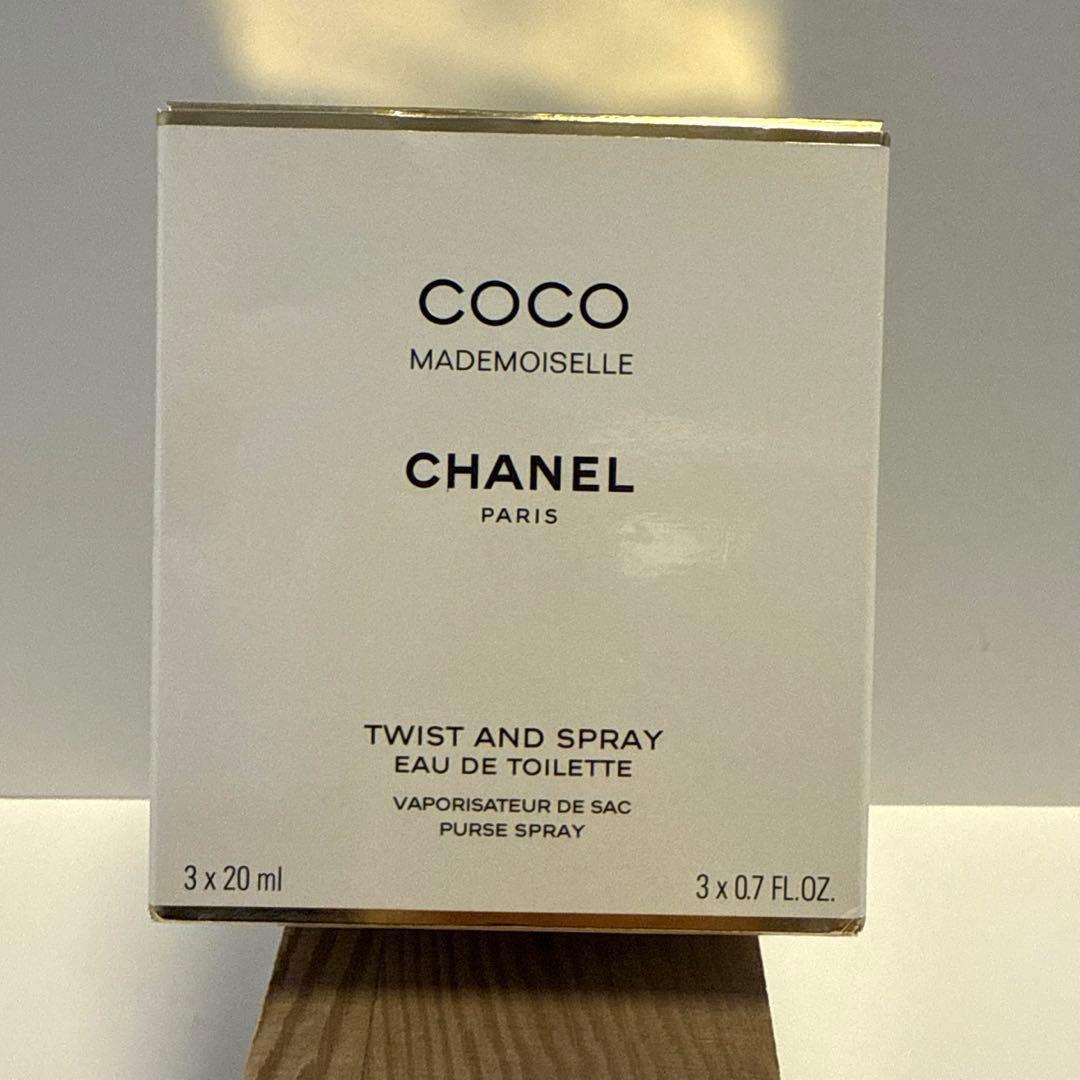 COCO
MADEMOISELLE
CHANEL
PARIS
TWIST AND SPRAY
EAU DE TOILETTE
VAPORISATEUR DE SAC
PURSE SPRAY
3 x 20 ml
3 x 0.7 FL.OZ.